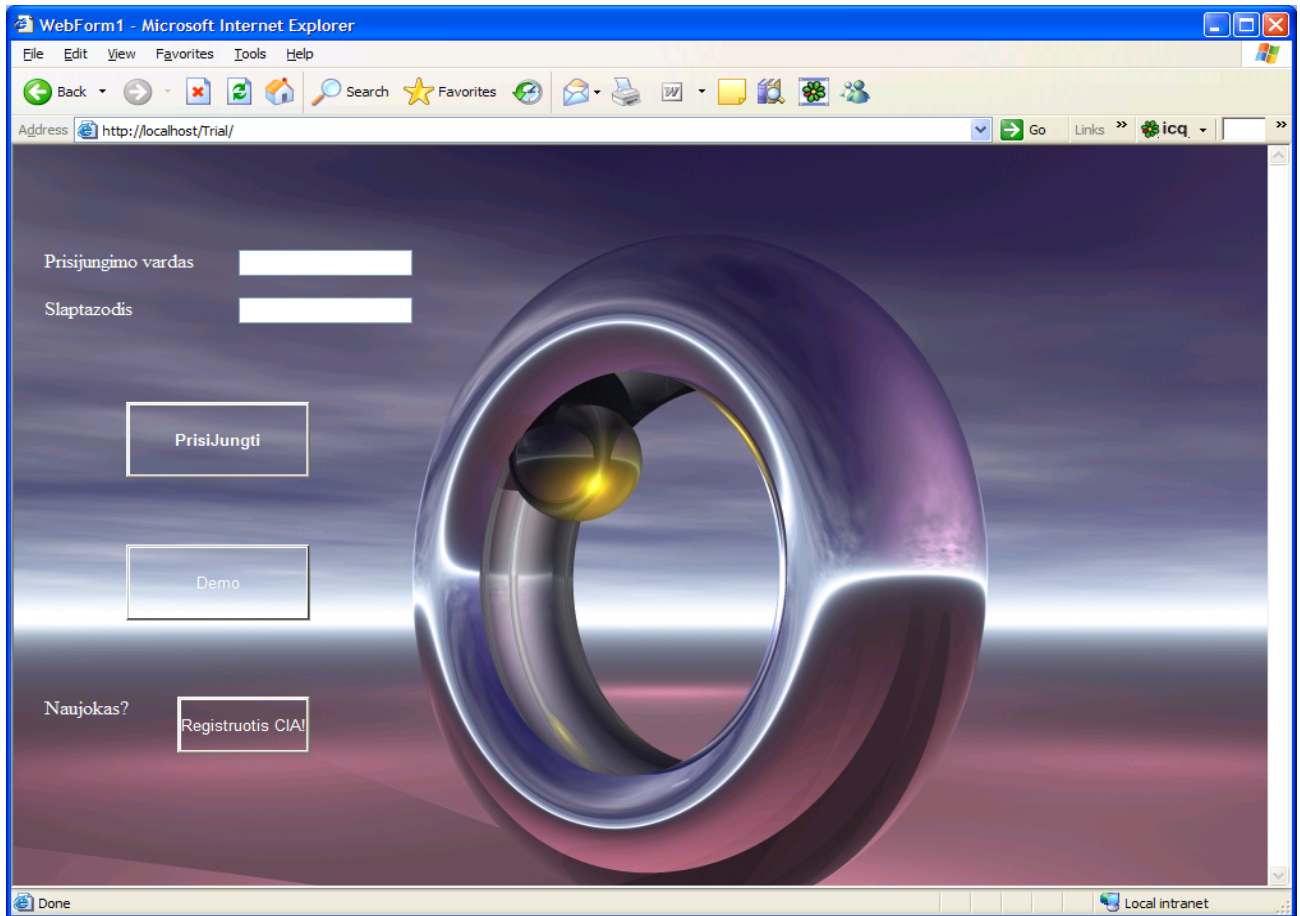 WebForm1 - Microsoft Internet Explorer
File Edit View Favorites Tools Help
Back Search Favorites
Address http://localhost/Trial/ Go Links » icq »
Prisijungimo vardas
Slaptazodis
PrisiJungti
Demo
Naujokas? Registruotis CIA!
Done Local intranet